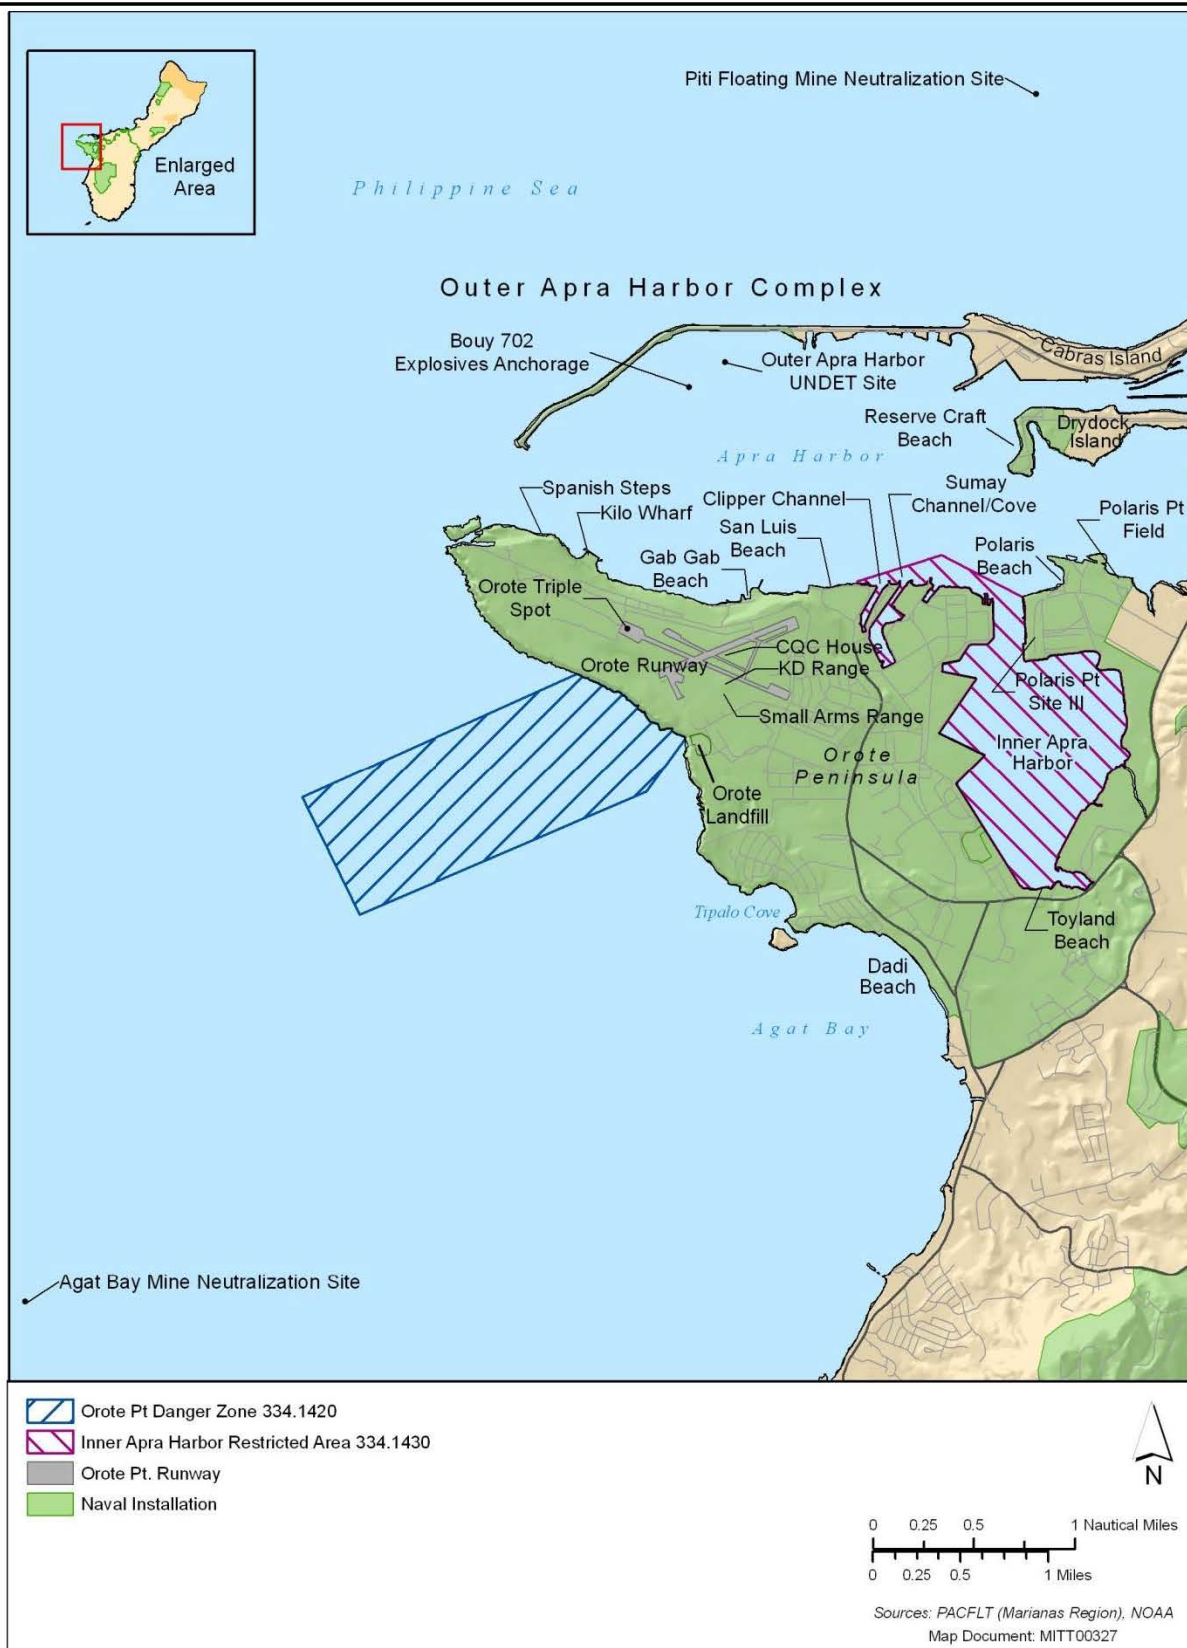 Piti Floating Mine Neutralization Site
Enlarged
Area
Philippine Sea
Outer Apra Harbor Complex
Bouy 702
Explosives Anchorage
Outer Apra Harbor
UNDET Site
Cabras Island
Reserve Craft
Beach
Drydock
Island
Apra Harbor
Spanish Steps
Kilo Wharf
Clipper Channel
Sumay
Channel/Cove
San Luis
Beach
Gab Gab
Beach
Polaris
Beach
Polaris Pt
Field
Orote Triple
Spot
CQC House
Orote Runway
KD Range
Small Arms Range
Polaris Pt
Site III
Inner Apra
Harbor
Orote
Peninsula
Orote
Landfill
Tipalo Cove
Toyland
Beach
Dadi
Beach
Agat Bay
Agat Bay Mine Neutralization Site
Orote Pt Danger Zone 334.1420
Inner Apra Harbor Restricted Area 334.1430
Orote Pt. Runway
Naval Installation
N
0 0.25 0.5 1 Nautical Miles
0 0.25 0.5 1 Miles
Sources: PACFLT (Marianas Region), NOAA
Map Document: MITT00327